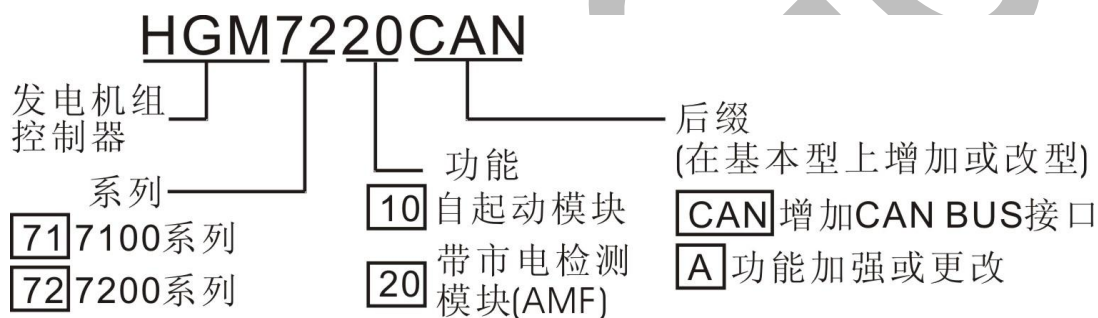 HGM7220CAN
发电机组
控制器
系列
71 7100系列
72 7200系列
功能
10 自起动模块
20 带市电检测
模块(AMF)
后缀
(在基本型上增加或改型)
CAN 增加CAN BUS接口
A 功能加强或更改